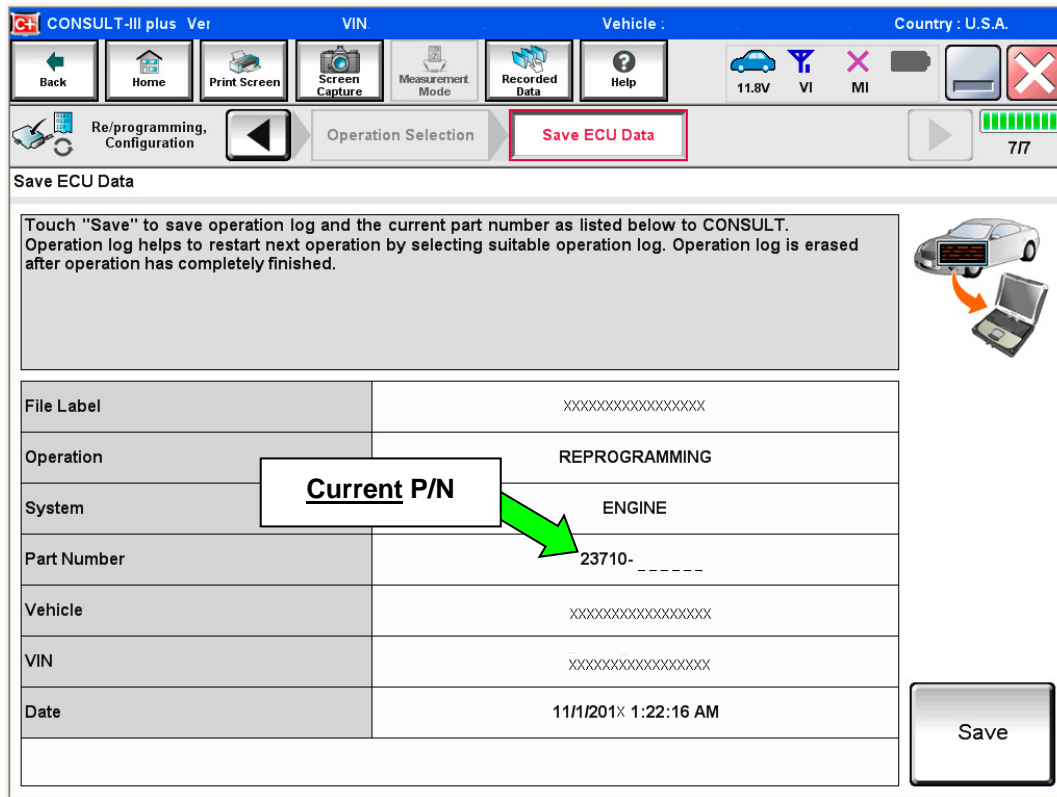 C+ CONSULT-III plus Ver VIN. Vehicle : Country : U.S.A.
Back
Home
Print Screen
Screen
Capture
Measurement
Mode
Recorded
Data
Help
11.8V
VI
MI
Re/programming,
Configuration
Operation Selection
Save ECU Data
7/7
Save ECU Data
Touch "Save" to save operation log and the current part number as listed below to CONSULT.
Operation log helps to restart next operation by selecting suitable operation log. Operation log is erased
after operation has completely finished.
File Label XXXXXXXXXXXXXXXXX
Operation REPROGRAMMING
Current P/N
System ENGINE
Part Number 23710- _ _ _ _ _ _
Vehicle XXXXXXXXXXXXXXXXX
VIN XXXXXXXXXXXXXXXXX
Date 11/1/201X 1:22:16 AM
Save